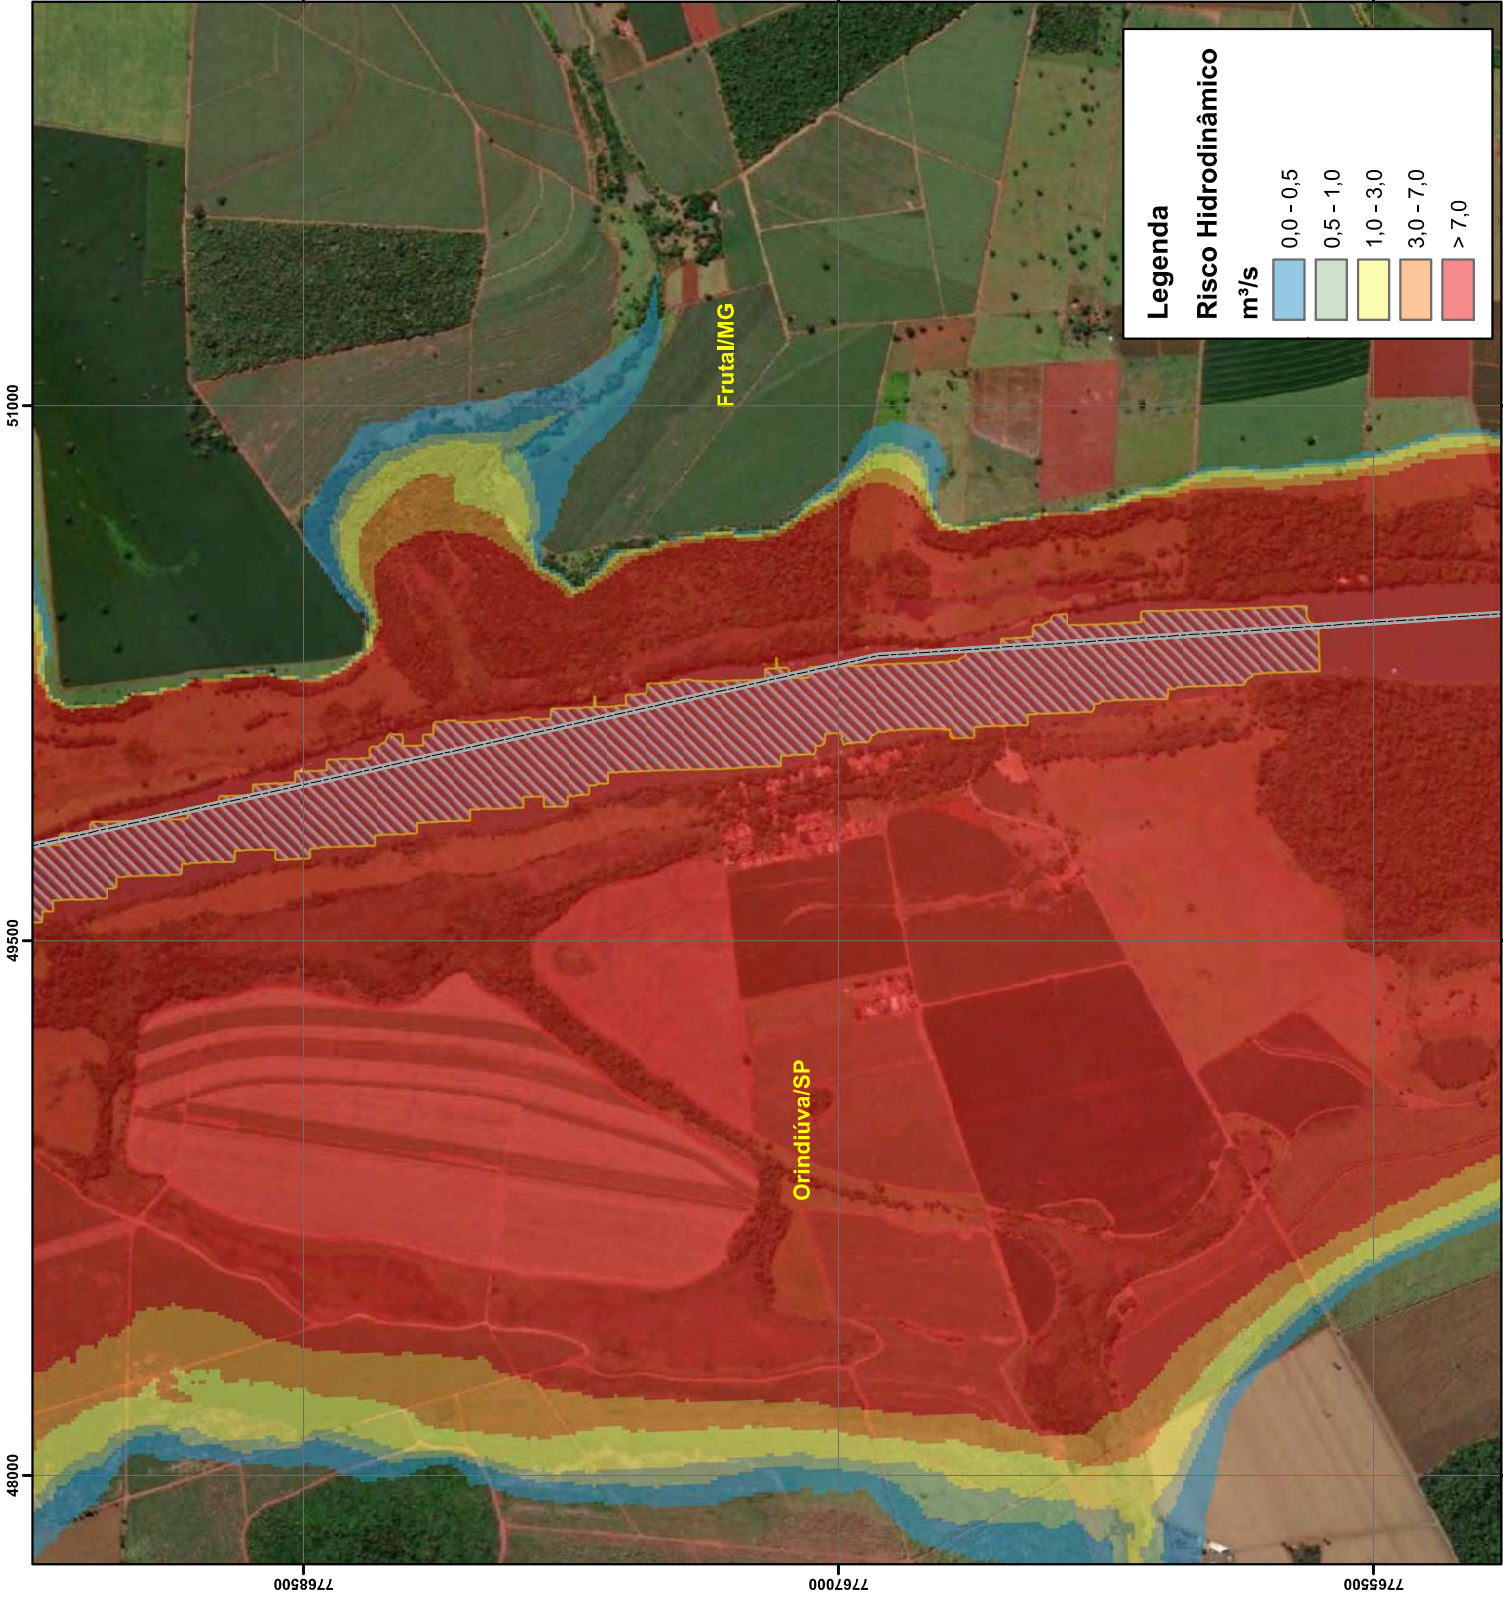 Legenda
Risco Hidrodinâmico
m³/s
0,0 - 0,5
0,5 - 1,0
1,0 - 3,0
3,0 - 7,0
> 7,0
Frutal/MG
Orindiúva/SP
51000
49500
48000
7768500
7767000
7765500